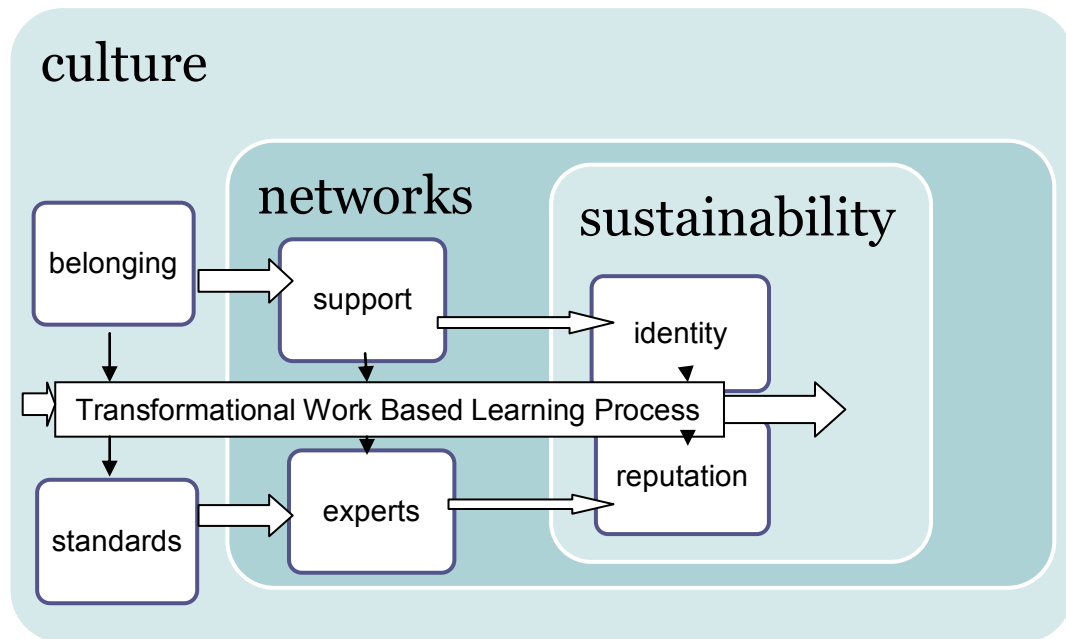 culture
networks
sustainability
belonging
support
identity
Transformational Work Based Learning Process
reputation
experts
standards